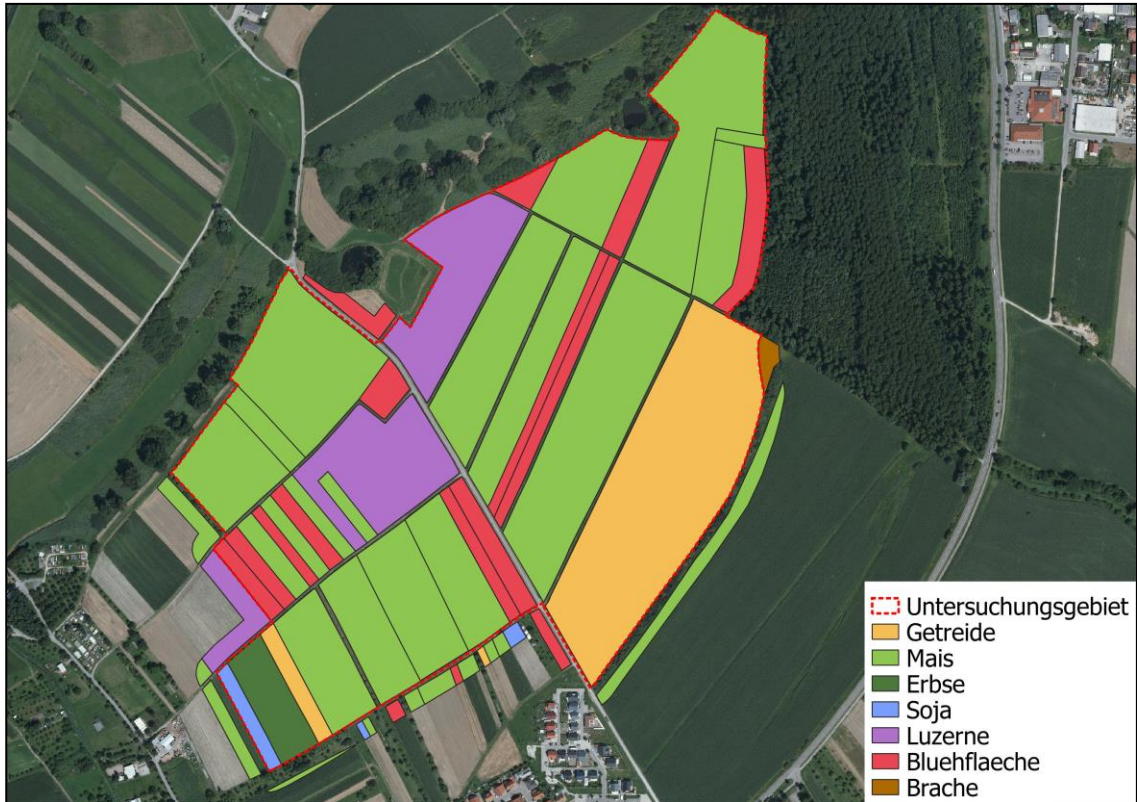 Untersuchungsgebiet
Getreide
Mais
Erbse
Soja
Luzerne
Bluehflaeche
Brache